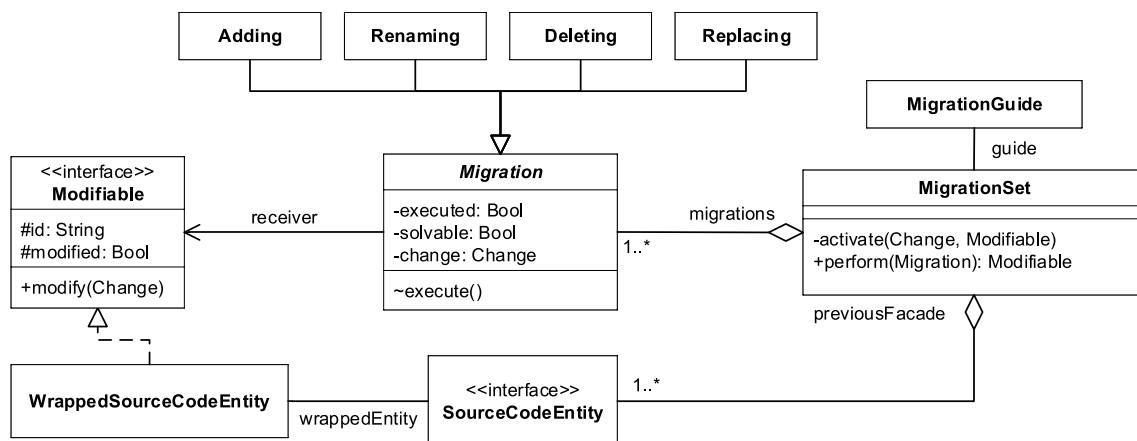 Adding
Renaming
Deleting
Replacing
MigrationGuide
guide
<<interface>>
Modifiable
#id: String
#modified: Bool
+modify(Change)
receiver
Migration
-executed: Bool
-solvable: Bool
-change: Change
~execute()
migrations
1..*
MigrationSet
-activate(Change, Modifiable)
+perform(Migration): Modifiable
previousFacade
WrappedSourceCodeEntity
wrappedEntity
<<interface>>
SourceCodeEntity
1..*